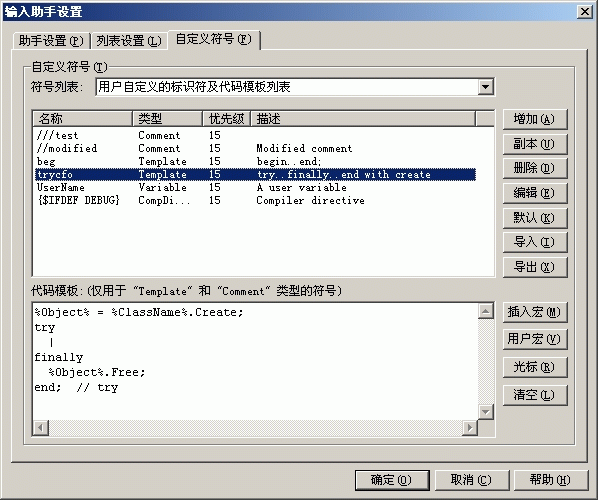 输入助手设置
助手设置(P) 列表设置(L) 自定义符号(F)
自定义符号(T)
符号列表: 用户自定义的标识符及代码模板列表
名称 类型 优先级 描述
///test Comment 15
//modified Comment 15 Modified comment
beg Template 15 begin..end;
trycfo Template 15 try..finally..end with create
UserName Variable 15 A user variable
{$IFDEF DEBUG} CompDi... 15 Compiler directive
增加(A)
副本(U)
删除(D)
编辑(E)
默认(K)
导入(I)
导出(X)
代码模板:(仅用于 "Template" 和 "Comment" 类型的符号)
%Object% = %ClassName%.Create;
try
|
finally
%Object%.Free;
end; // try
插入宏(M)
用户宏(V)
光标(R)
清空(L)
确定(O) 取消(C) 帮助(H)